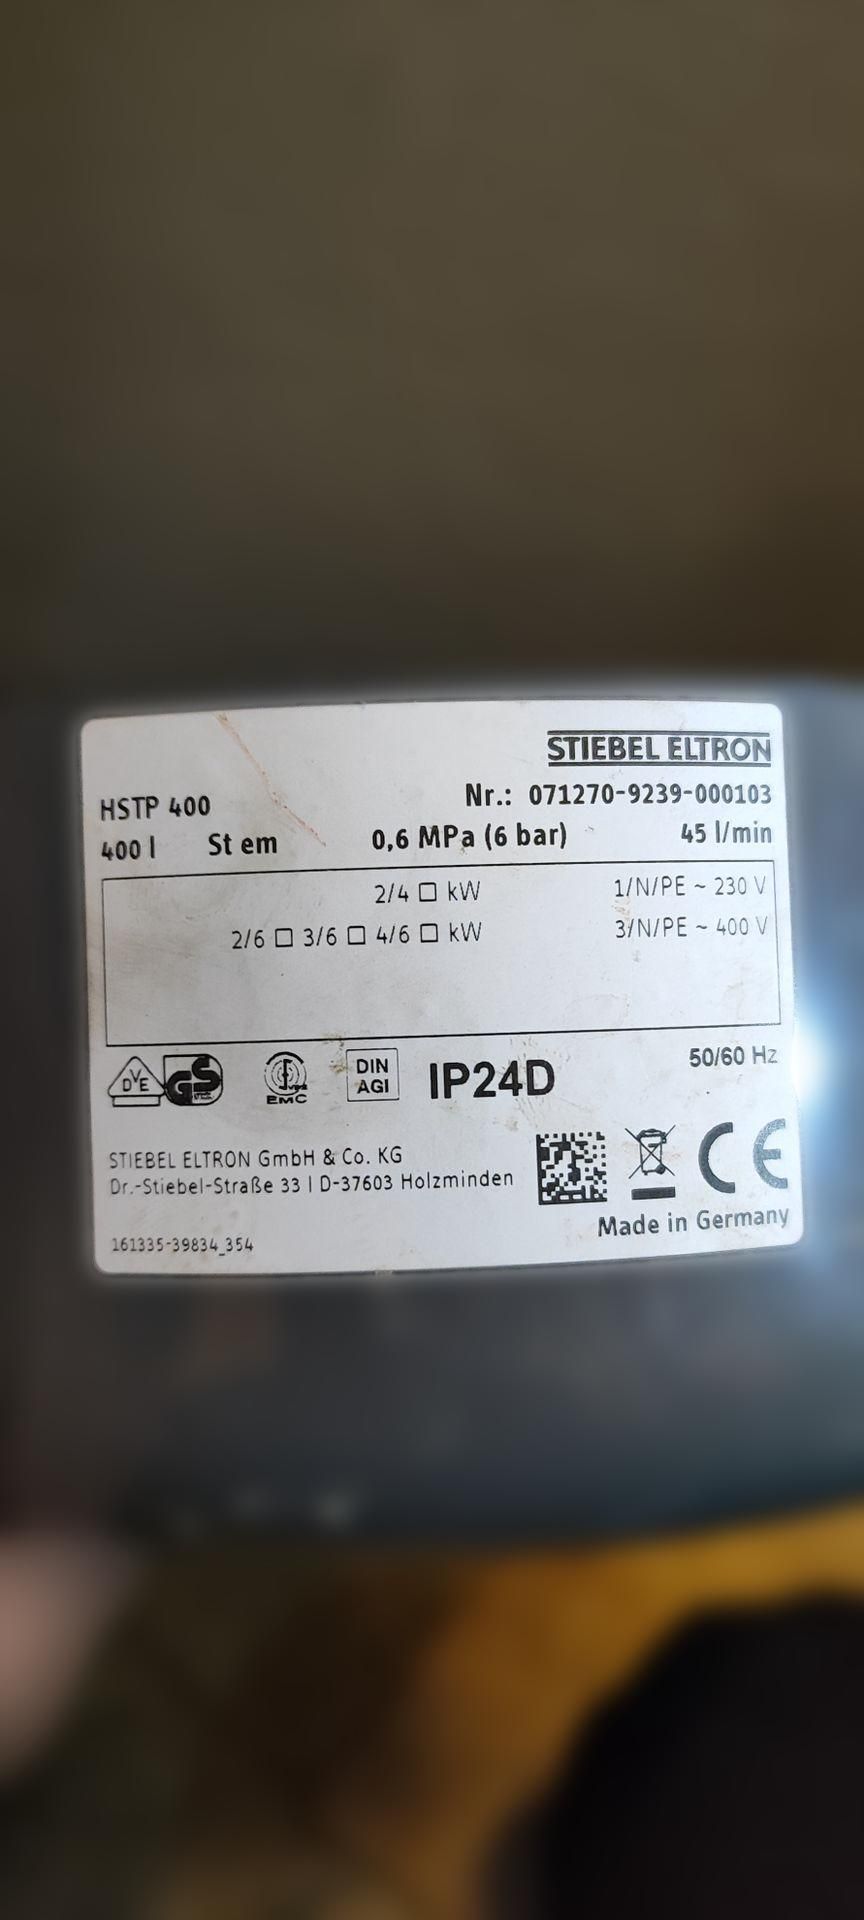 STIEBEL ELTRON
HSTP 400 Nr.: 071270-9239-000103
400 l St em 0,6 MPa (6 bar) 45 l/min
2/4 □ kW 1/N/PE ~ 230 V
2/6 □ 3/6 □ 4/6 □ kW 3/N/PE ~ 400 V
DVE GS EMC DIN AGI IP24D 50/60 Hz
STIEBEL ELTRON GmbH & Co. KG
Dr.-Stiebel-Straße 33 | D-37603 Holzminden
CE
Made in Germany
161335-39834_354